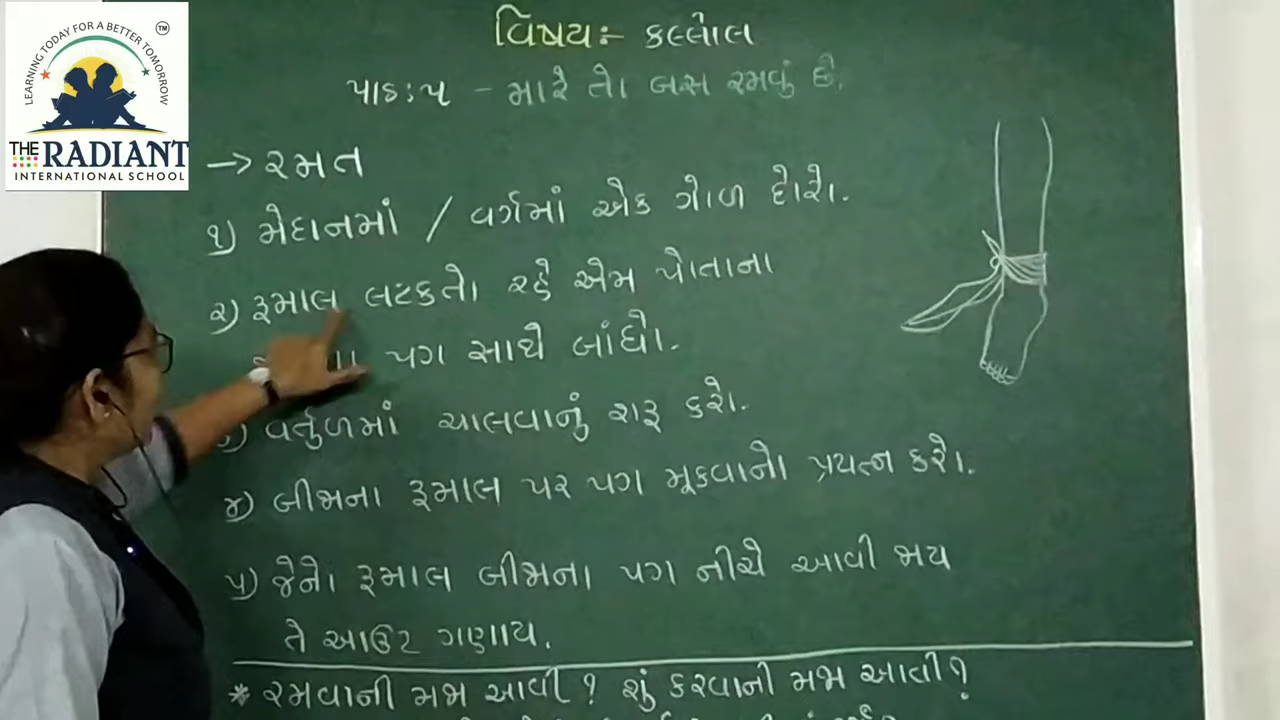 LEARNING TODAY FOR A BETTER TOMORROW
TM
THE RADIANT
INTERNATIONAL SCHOOL
વિષયઃ- કલ્લોલ
પાઠઃ૫ - મારે તો બસ રમવું છે.
→ રમત
૧) મેદાનમાં / વર્ગમાં એક ગોળ દોરો.
૨) રૂમાલ લટકતો રહે એમ પોતાના
પગ સાથે બાંધો.
૩) વર્તુળમાં ચાલવાનું શરૂ કરો.
૪) બીજાના રૂમાલ પર પગ મૂકવાનો પ્રયત્ન કરો.
૫) જેનો રૂમાલ બીજાના પગ નીચે આવી જાય
તે આઉટ ગણાય.
* રમવાની મજા આવી ? શું કરવાની મજા આવી ?